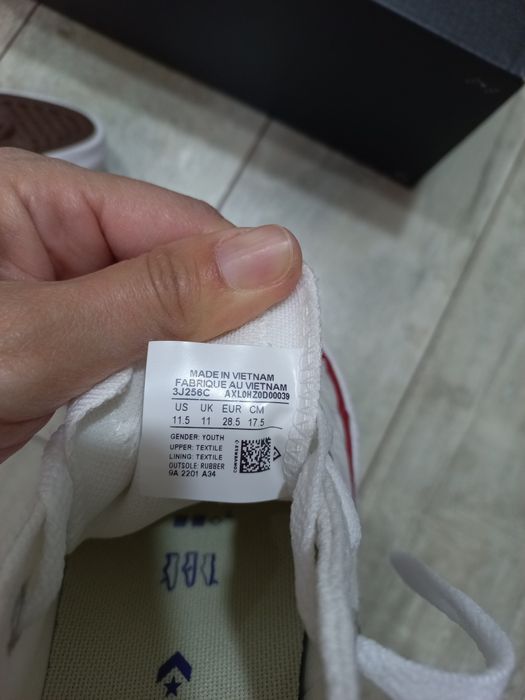 MADE IN VIETNAM
FABRIQUE AU VIETNAM
3J256C AXL0HZ0D00039
US UK EUR CM
11.5 11 28.5 17.5
GENDER: YOUTH
UPPER: TEXTILE
LINING: TEXTILE
OUTSOLE: RUBBER
9A 2201 A34